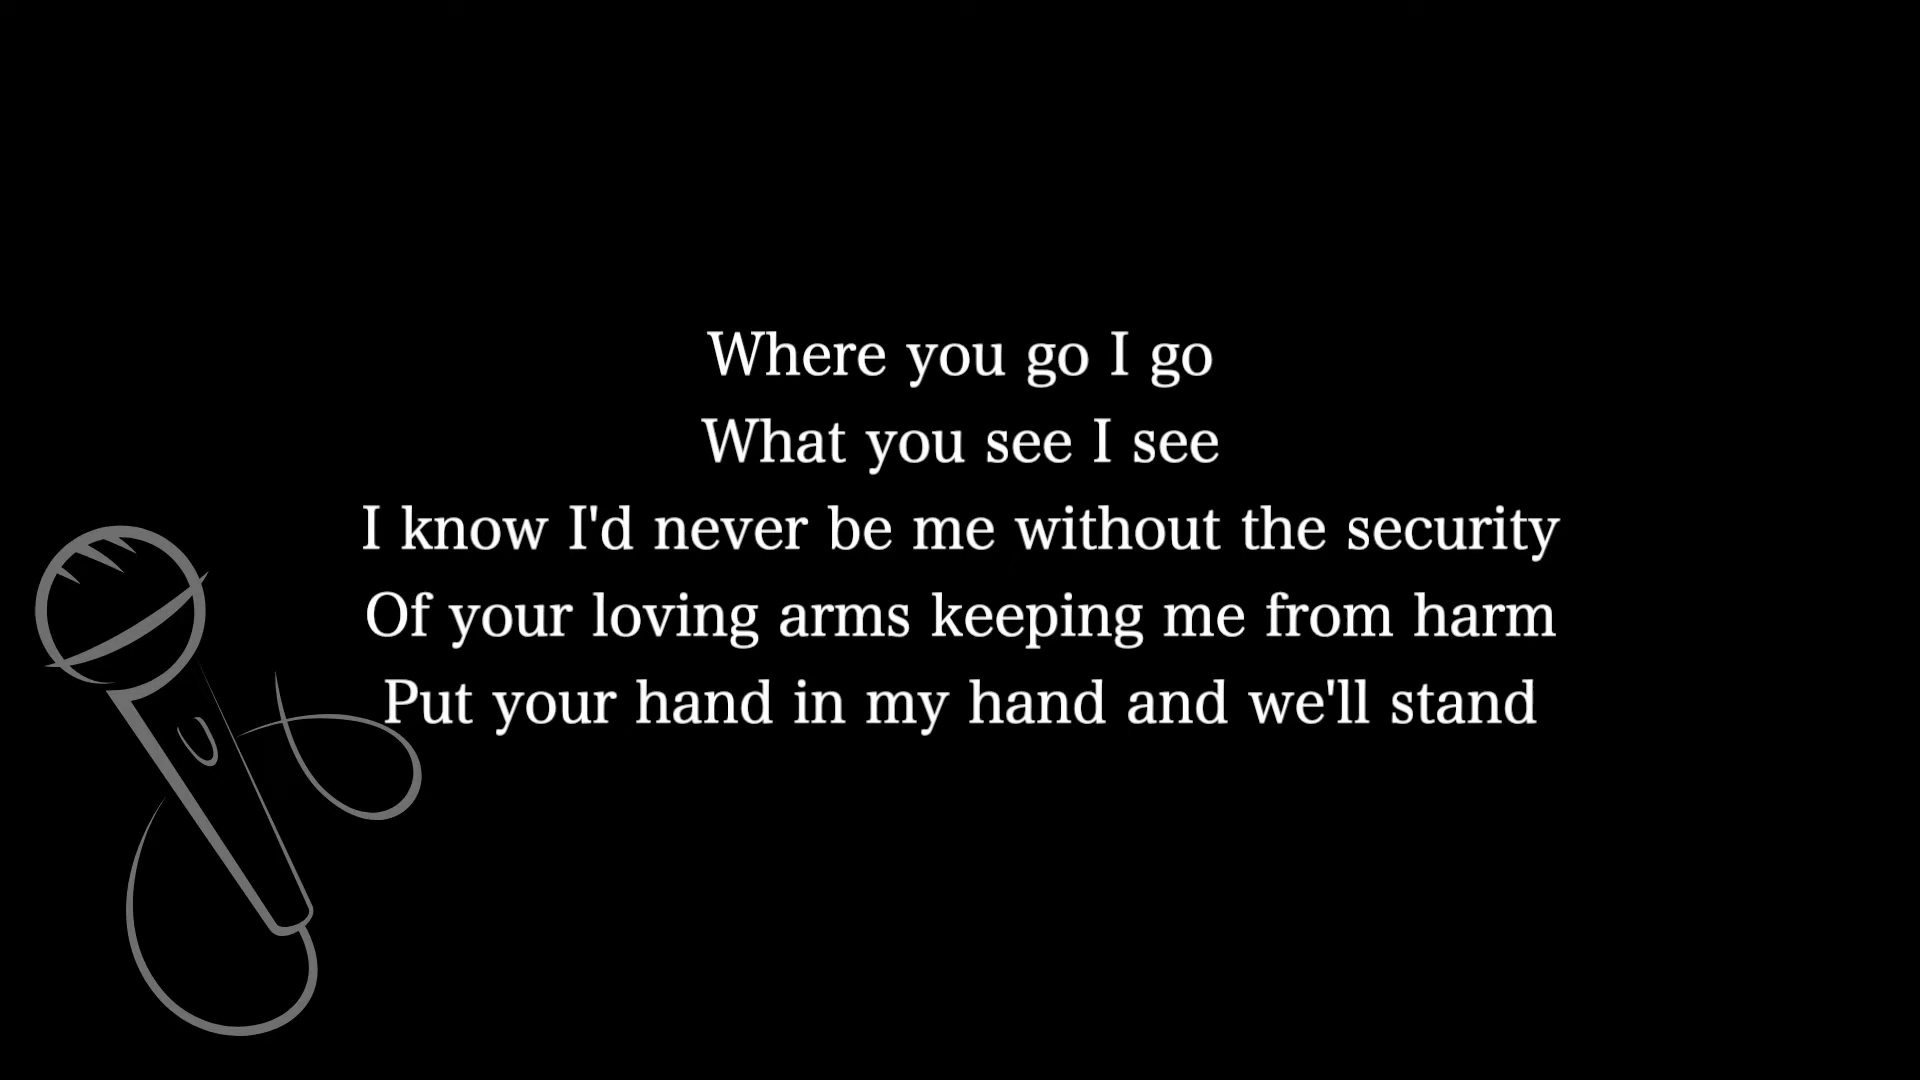 Where you go I go
What you see I see
I know I'd never be me without the security
Of your loving arms keeping me from harm
Put your hand in my hand and we'll stand